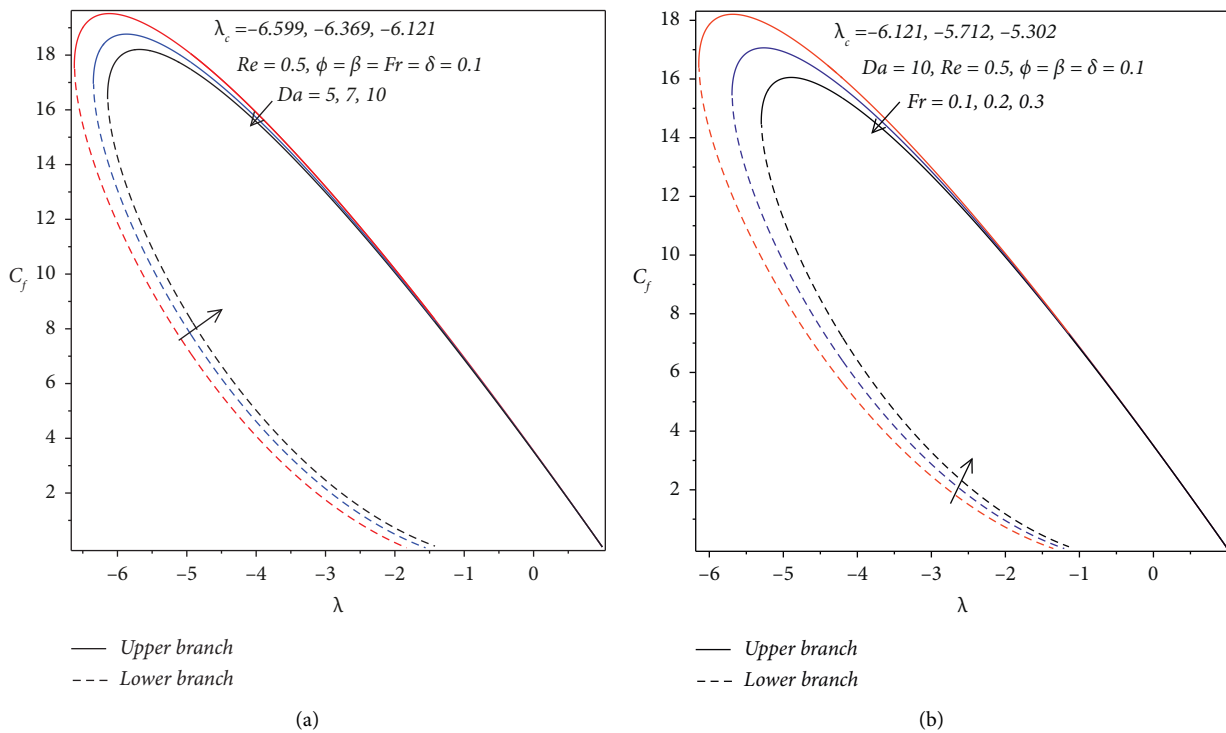 λc =–6.599, –6.369, –6.121
Re = 0.5, ϕ = β = Fr = δ = 0.1
Da = 5, 7, 10
18
16
14
12
10
Cf
8
6
4
2
–6 –5 –4 –3 –2 –1 0
λ
Upper branch
Lower branch
(a)
λc =–6.121, –5.712, –5.302
Da = 10, Re = 0.5, ϕ = β = δ = 0.1
Fr = 0.1, 0.2, 0.3
18
16
14
12
10
Cf
8
6
4
2
–6 –5 –4 –3 –2 –1 0
λ
Upper branch
Lower branch
(b)